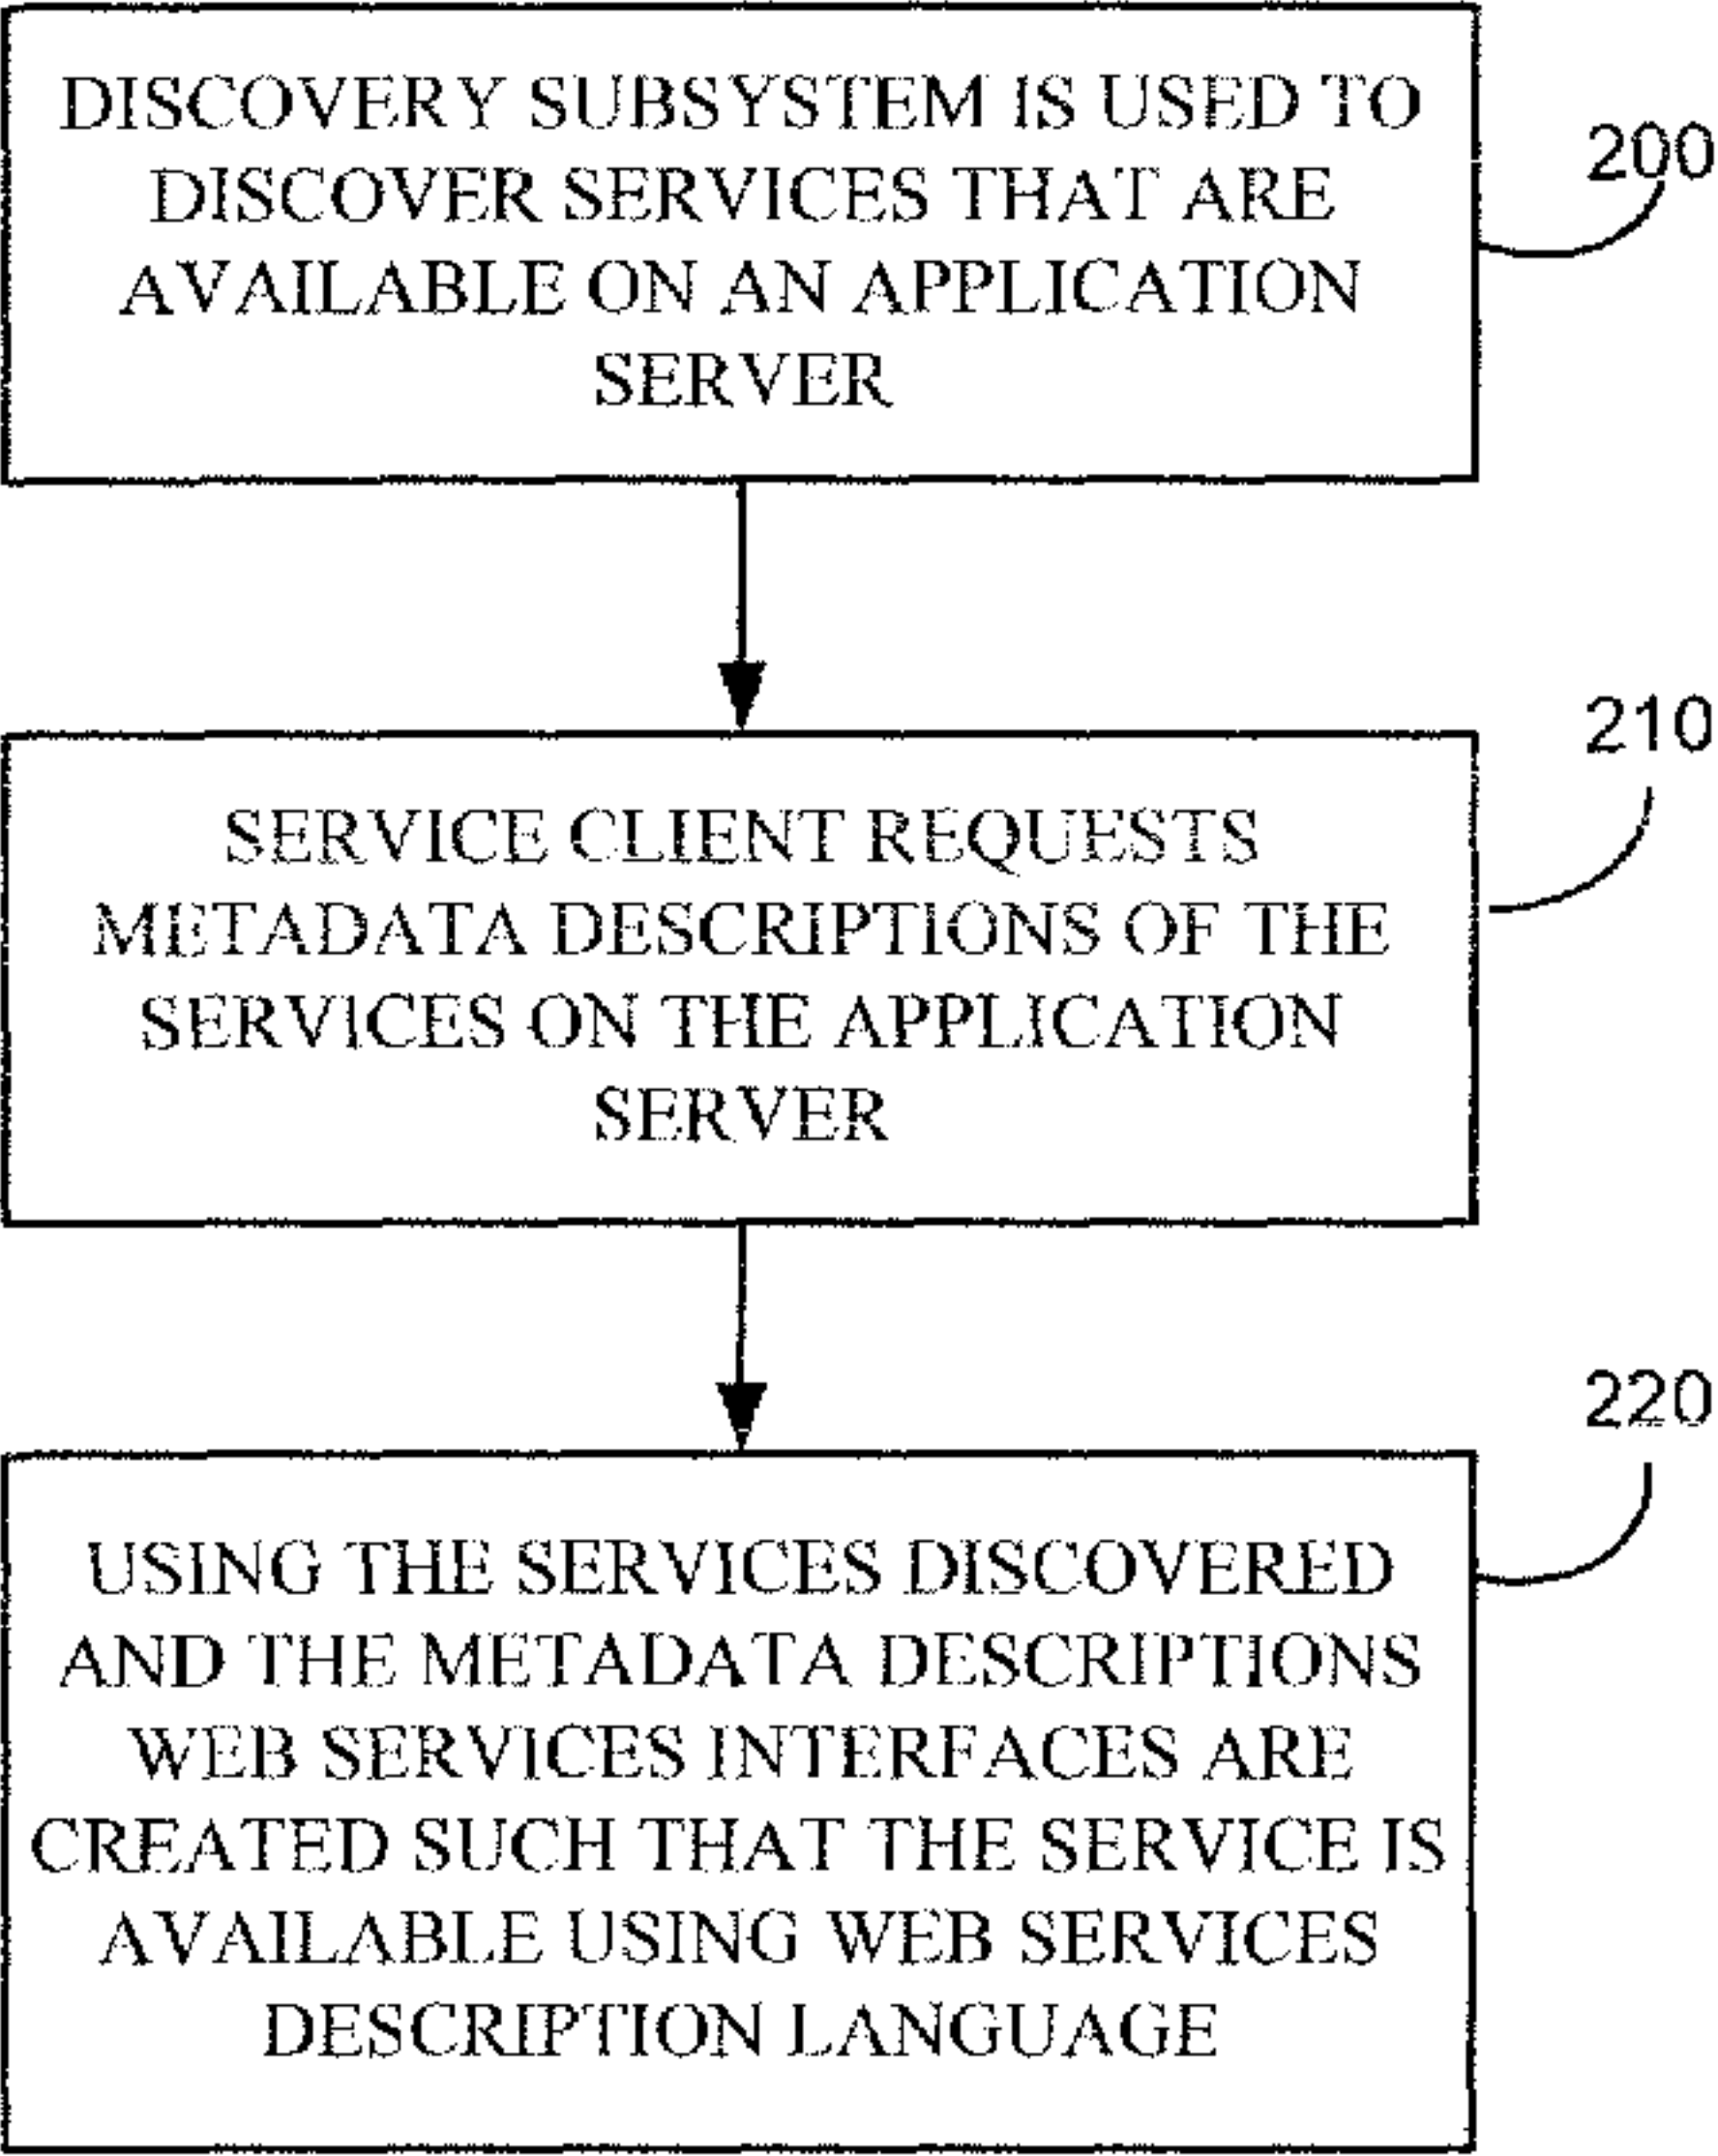 DISCOVERY SUBSYSTEM IS USED TO
DISCOVER SERVICES THAT ARE
AVAILABLE ON AN APPLICATION
SERVER
200
SERVICE CLIENT REQUESTS
METADATA DESCRIPTIONS OF THE
SERVICES ON THE APPLICATION
SERVER
210
USING THE SERVICES DISCOVERED
AND THE METADATA DESCRIPTIONS
WEB SERVICES INTERFACES ARE
CREATED SUCH THAT THE SERVICE IS
AVAILABLE USING WEB SERVICES
DESCRIPTION LANGUAGE
220